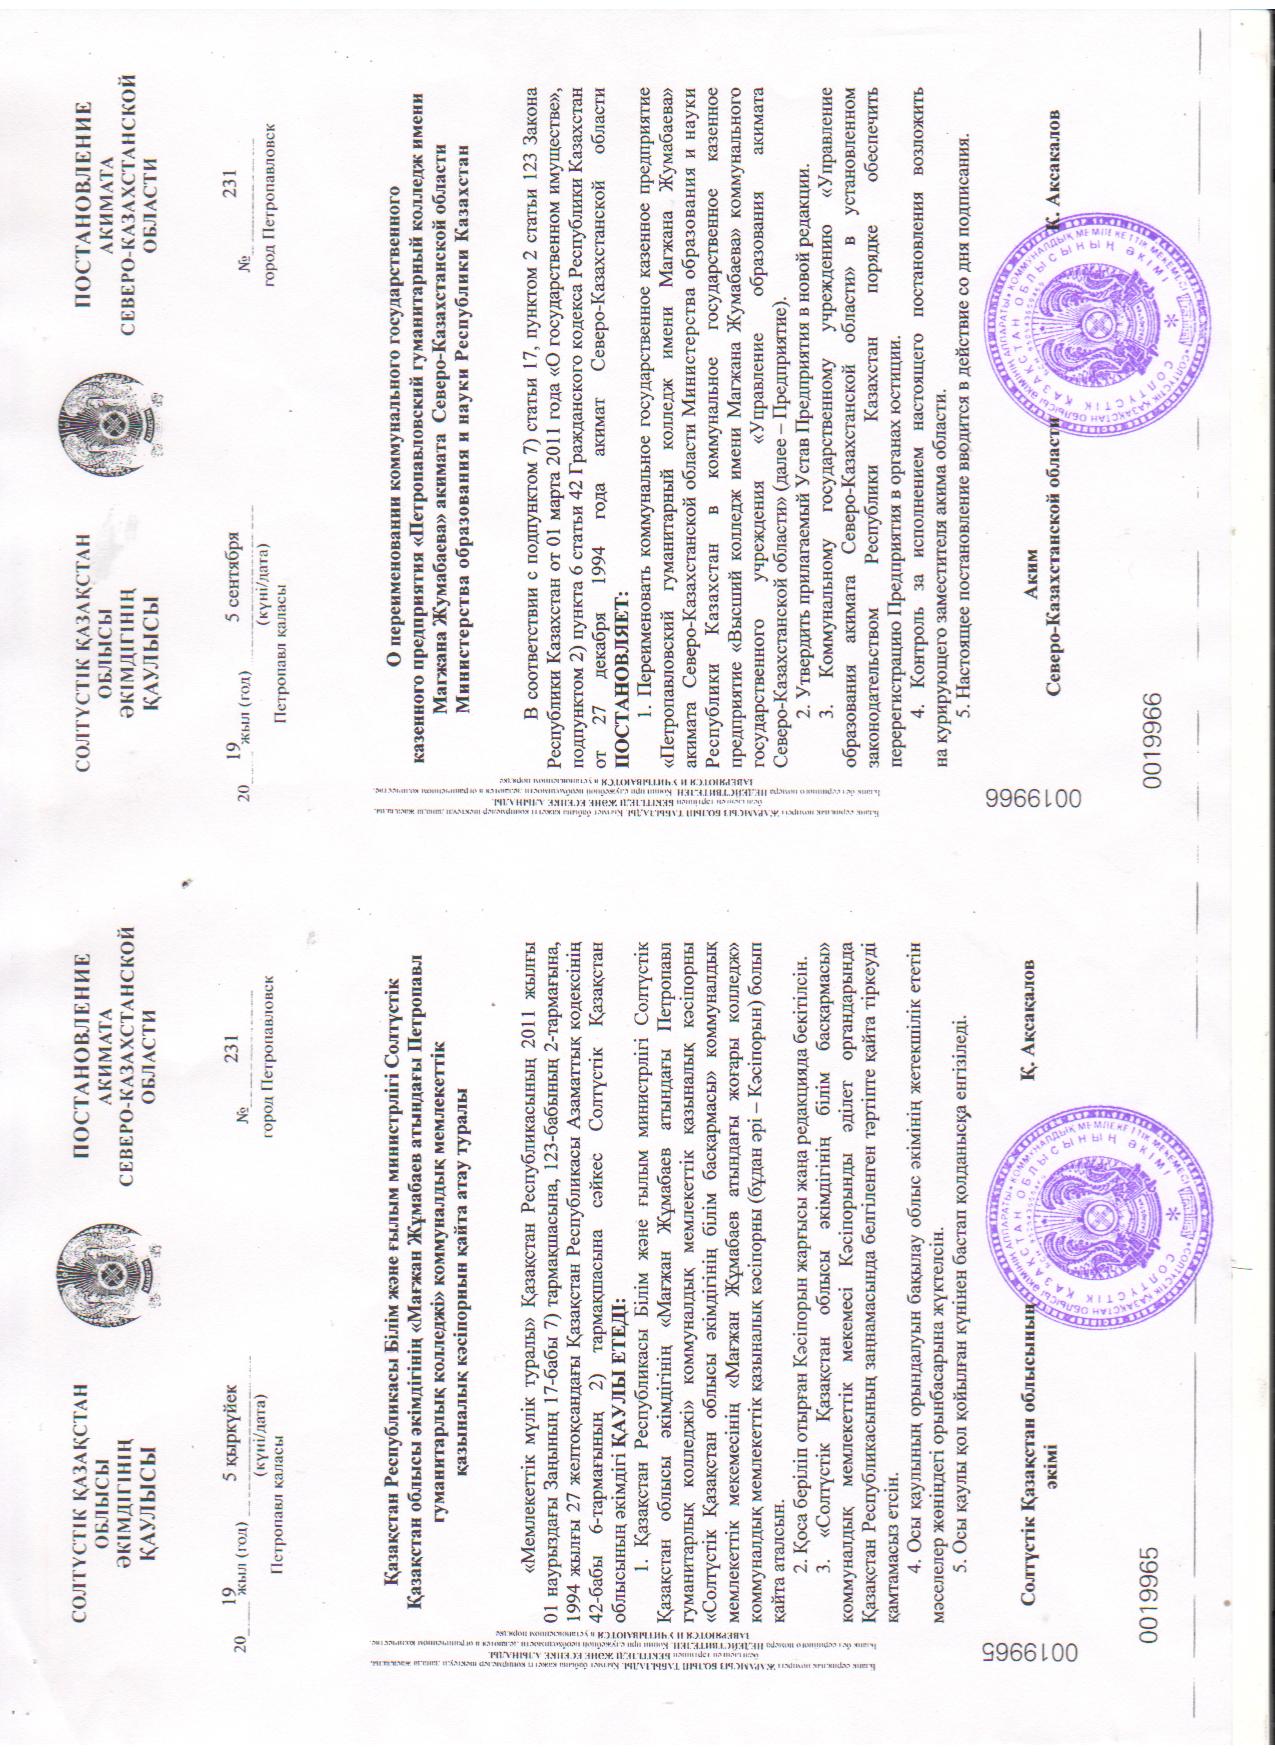 СОЛТҮСТІК ҚАЗАҚСТАН
ОБЛЫСЫ
ӘКІМДІГІНІҢ
ҚАУЛЫСЫ
ПОСТАНОВЛЕНИЕ
АКИМАТА
СЕВЕРО-КАЗАХСТАНСКОЙ
ОБЛАСТИ
2019 жыл (год) 5 қыркүйек
(күні/дата)
Петропавл қаласы
№ 231
город Петропавловск
Қазақстан Республикасы Білім және ғылым министрлігі Солтүстік
Қазақстан облысы әкімдігінің «Мағжан Жұмабаев атындағы Петропавл
гуманитарлық колледжі» коммуналдық мемлекеттік
қазыналық кәсіпорнын қайта атау туралы
«Мемлекеттік мүлік туралы» Қазақстан Республикасының 2011 жылғы
01 наурыздағы Заңының 17-бабы 7) тармақшасына, 123-бабының 2-тармағына,
1994 жылғы 27 желтоқсандағы Қазақстан Республикасы Азаматтық кодексінің
42-бабы 6-тармағының 2) тармақшасына сәйкес Солтүстік Қазақстан
облысының әкімдігі ҚАУЛЫ ЕТЕДІ:
1. Қазақстан Республикасы Білім және ғылым министрлігі Солтүстік
Қазақстан облысы әкімдігінің «Мағжан Жұмабаев атындағы Петропавл
гуманитарлық колледжі» коммуналдық мемлекеттік қазыналық кәсіпорны
«Солтүстік Қазақстан облысы әкімдігінің білім басқармасы» коммуналдық
мемлекеттік мекемесінің «Мағжан Жұмабаев атындағы жоғары колледж»
коммуналдық мемлекеттік қазыналық кәсіпорны (бұдан әрі – Кәсіпорын) болып
қайта аталсын.
2. Қоса беріліп отырған Кәсіпорын жарғысы жаңа редакцияда бекітілсін.
3. «Солтүстік Қазақстан облысы әкімдігінің білім басқармасы»
коммуналдық мемлекеттік мекемесі Кәсіпорынды әділет органдарында
Қазақстан Республикасының заңнамасында белгіленген тәртіпте қайта тіркеуді
қамтамасыз етсін.
4. Осы қаулының орындалуын бақылау облыс әкімінің жетекшілік ететін
мәселелер жөніндегі орынбасарына жүктелсін.
5. Осы қаулы қол қойылған күнінен бастап қолданысқа енгізіледі.
Солтүстік Қазақстан облысының
әкімі
Қ. Ақсақалов
0019965
0019965
СОЛТҮСТІК ҚАЗАҚСТАН
ОБЛЫСЫ
ӘКІМДІГІНІҢ
ҚАУЛЫСЫ
ПОСТАНОВЛЕНИЕ
АКИМАТА
СЕВЕРО-КАЗАХСТАНСКОЙ
ОБЛАСТИ
2019 жыл (год) 5 сентября
(күні/дата)
Петропавл қаласы
№ 231
город Петропавловск
О переименовании коммунального государственного
казенного предприятия «Петропавловский гуманитарный колледж имени
Магжана Жумабаева» акимата Северо-Казахстанской области
Министерства образования и науки Республики Казахстан
В соответствии с подпунктом 7) статьи 17, пунктом 2 статьи 123 Закона
Республики Казахстан от 01 марта 2011 года «О государственном имуществе»,
подпунктом 2) пункта 6 статьи 42 Гражданского кодекса Республики Казахстан
от 27 декабря 1994 года акимат Северо-Казахстанской области
ПОСТАНОВЛЯЕТ:
1. Переименовать коммунальное государственное казенное предприятие
«Петропавловский гуманитарный колледж имени Магжана Жумабаева»
акимата Северо-Казахстанской области Министерства образования и науки
Республики Казахстан в коммунальное государственное казенное
предприятие «Высший колледж имени Магжана Жумабаева» коммунального
государственного учреждения «Управление образования акимата
Северо-Казахстанской области» (далее – Предприятие).
2. Утвердить прилагаемый Устав Предприятия в новой редакции.
3. Коммунальному государственному учреждению «Управление
образования акимата Северо-Казахстанской области» в установленном
законодательством Республики Казахстан порядке обеспечить
перерегистрацию Предприятия в органах юстиции.
4. Контроль за исполнением настоящего постановления возложить
на курирующего заместителя акима области.
5. Настоящее постановление вводится в действие со дня подписания.
Аким
Северо-Казахстанской области
К. Аксакалов
0019966
0019966